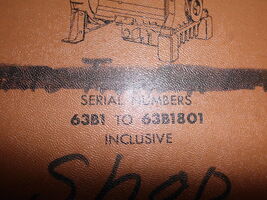 SERIAL NUMBERS
63B1 TO 63B1801
INCLUSIVE
Shop